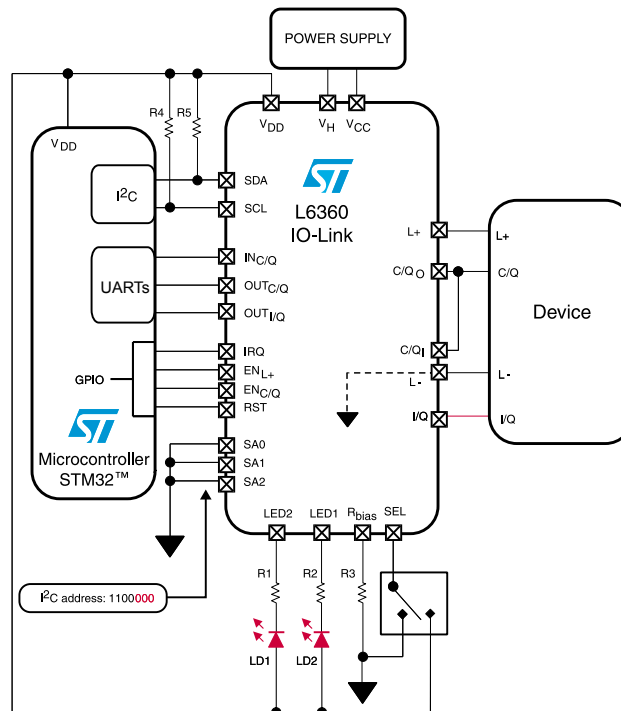 POWER SUPPLY
R4
R5
VDD
VDD
VH
VCC
ST
L6360
IO-Link
I²C
SDA
SCL
UARTs
INC/Q
OUTC/Q
OUTI/Q
GPIO
IRQ
ENL+
ENC/Q
RST
ST
Microcontroller
STM32™
SA0
SA1
SA2
L+
C/QO
C/QI
L-
I/Q
L+
C/Q
Device
L-
I/Q
LED2
LED1
Rbias
SEL
R1
R2
R3
I²C address: 1100000
LD1
LD2